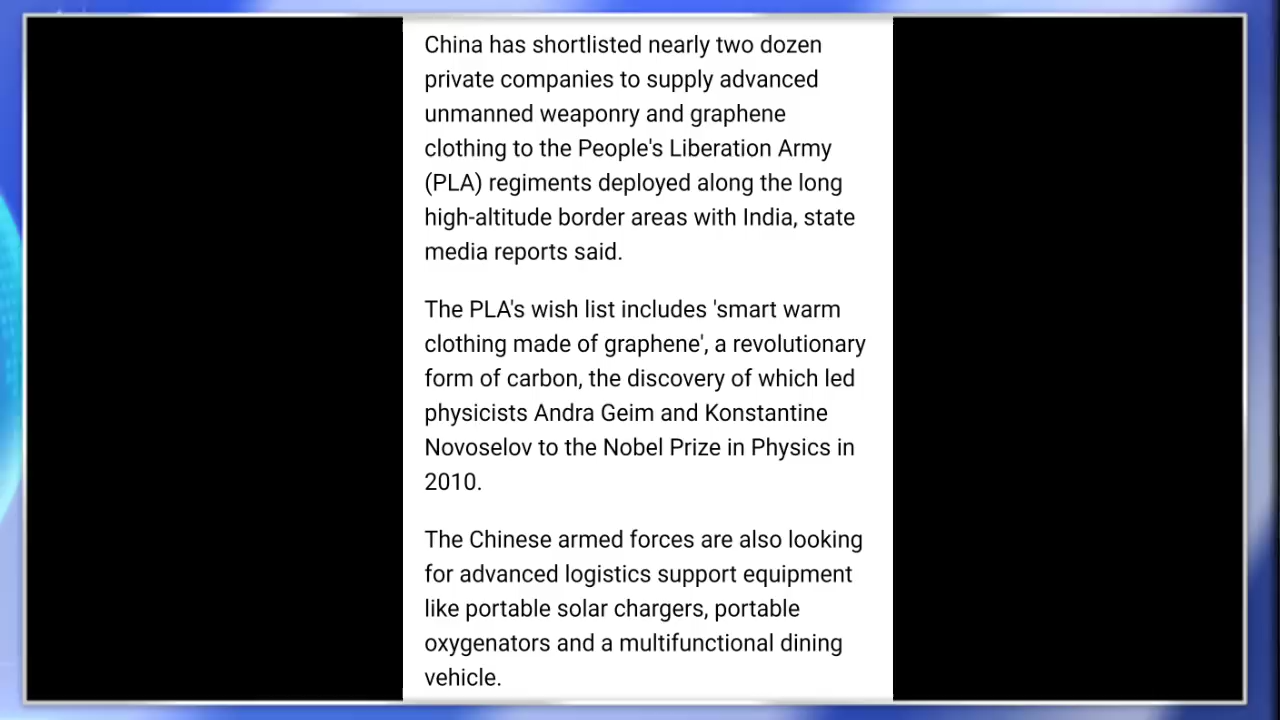 China has shortlisted nearly two dozen
private companies to supply advanced
unmanned weaponry and graphene
clothing to the People's Liberation Army
(PLA) regiments deployed along the long
high-altitude border areas with India, state
media reports said.
The PLA's wish list includes 'smart warm
clothing made of graphene', a revolutionary
form of carbon, the discovery of which led
physicists Andra Geim and Konstantine
Novoselov to the Nobel Prize in Physics in
2010.
The Chinese armed forces are also looking
for advanced logistics support equipment
like portable solar chargers, portable
oxygenators and a multifunctional dining
vehicle.